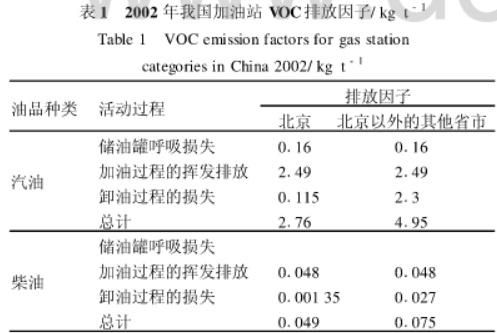 表 1 2002 年我国加油站 VOC 排放因子/ kg t⁻¹
Table 1 VOC emission factors for gas station
categories in China 2002/ kg t⁻¹
油品种类 活动过程 排放因子
北京 北京以外的其他省市
汽油
储油罐呼吸损失 0. 16 0. 16
加油过程的挥发排放 2. 49 2. 49
卸油过程的损失 0. 115 2. 3
总计 2. 76 4. 95
柴油
储油罐呼吸损失
加油过程的挥发排放 0. 048 0. 048
卸油过程的损失 0. 001 35 0. 027
总计 0. 049 0. 075